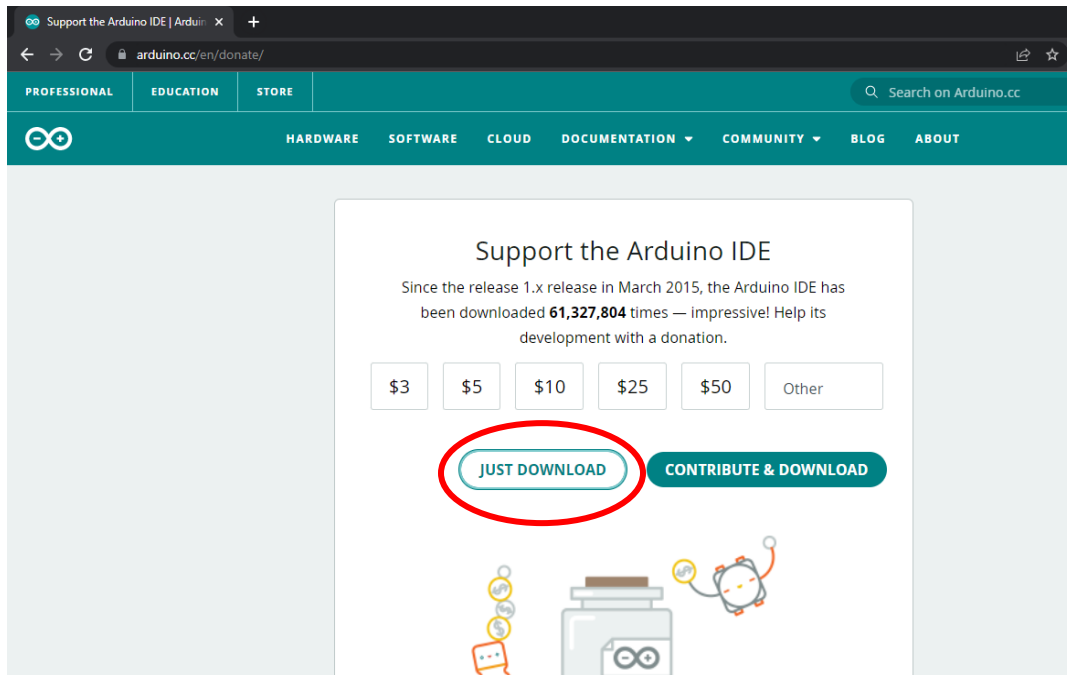 Support the Arduino IDE | Arduin
arduino.cc/en/donate/
PROFESSIONAL EDUCATION STORE
Search on Arduino.cc
HARDWARE SOFTWARE CLOUD DOCUMENTATION COMMUNITY BLOG ABOUT
Support the Arduino IDE
Since the release 1.x release in March 2015, the Arduino IDE has
been downloaded 61,327,804 times — impressive! Help its
development with a donation.
$3 $5 $10 $25 $50 Other
JUST DOWNLOAD CONTRIBUTE & DOWNLOAD